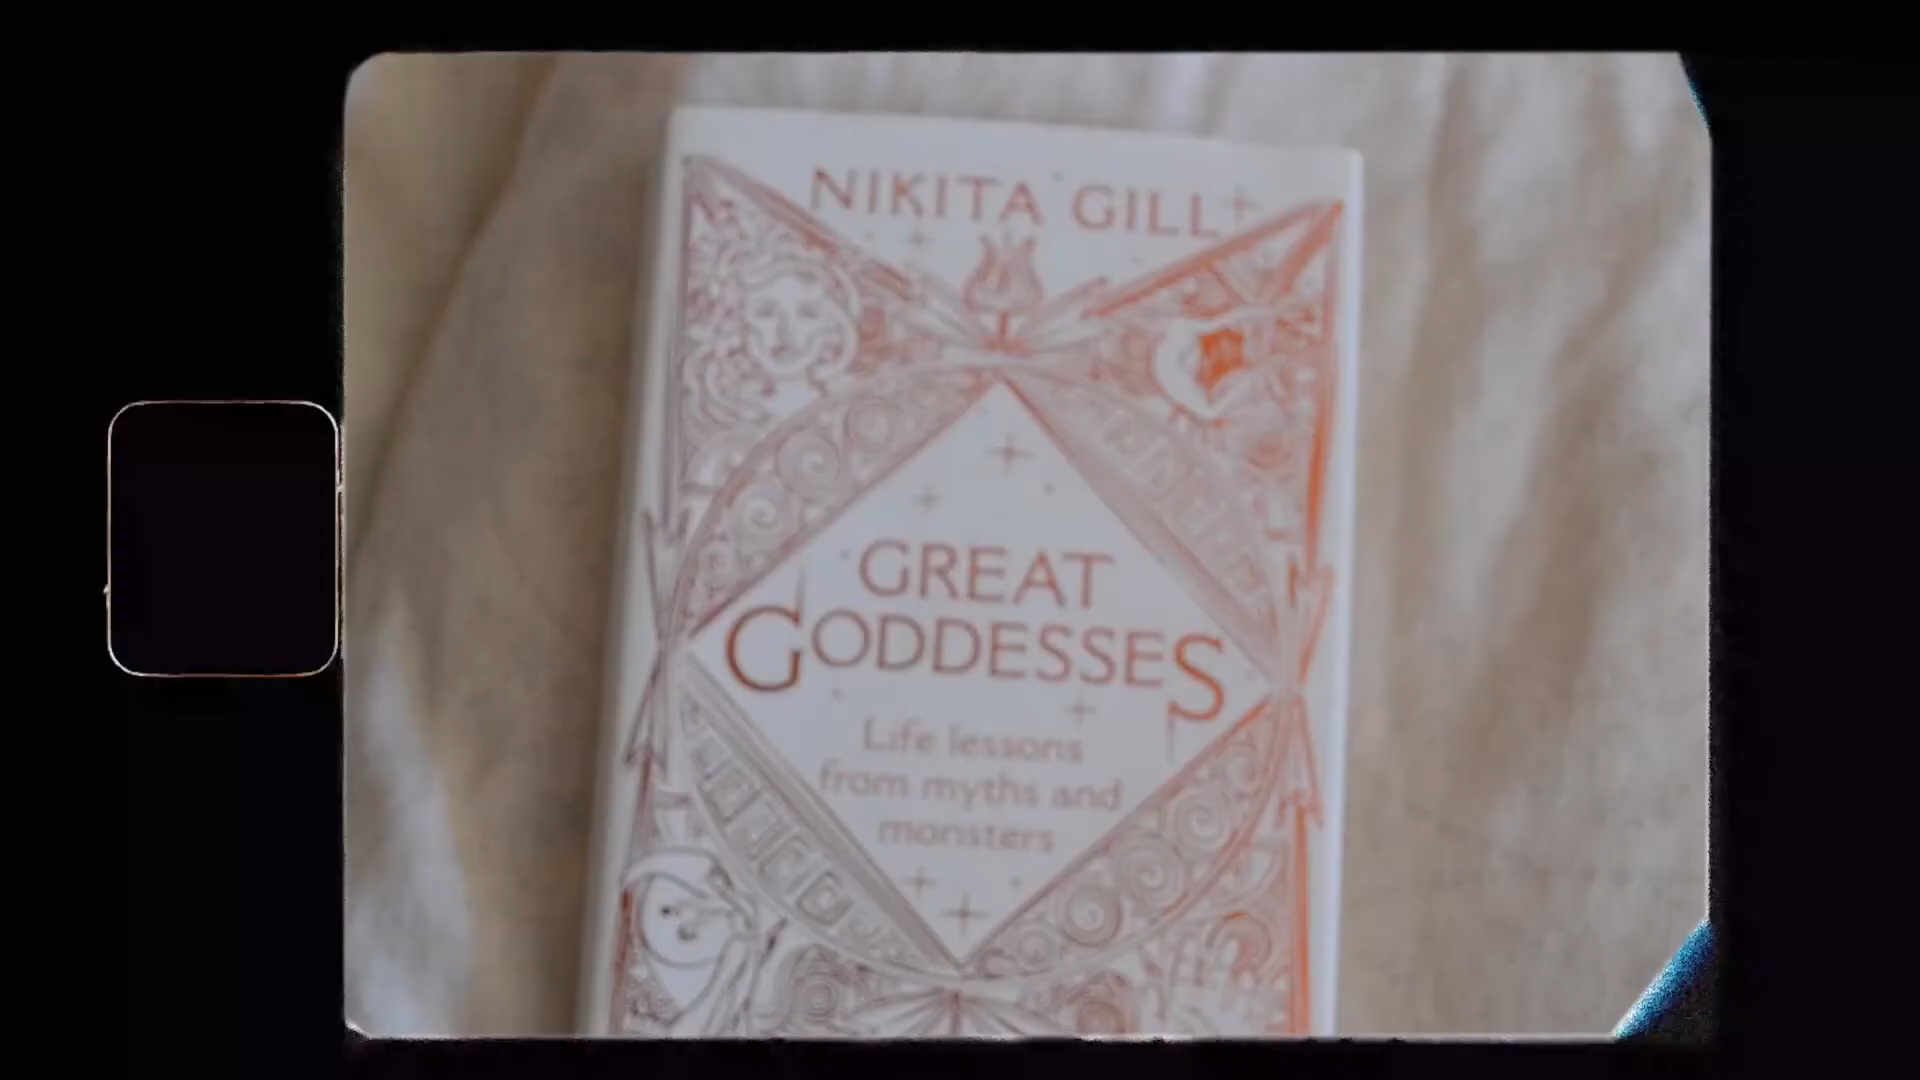 NIKITA GILL
GREAT
GODDESSES
Life lessons
from myths and
monsters